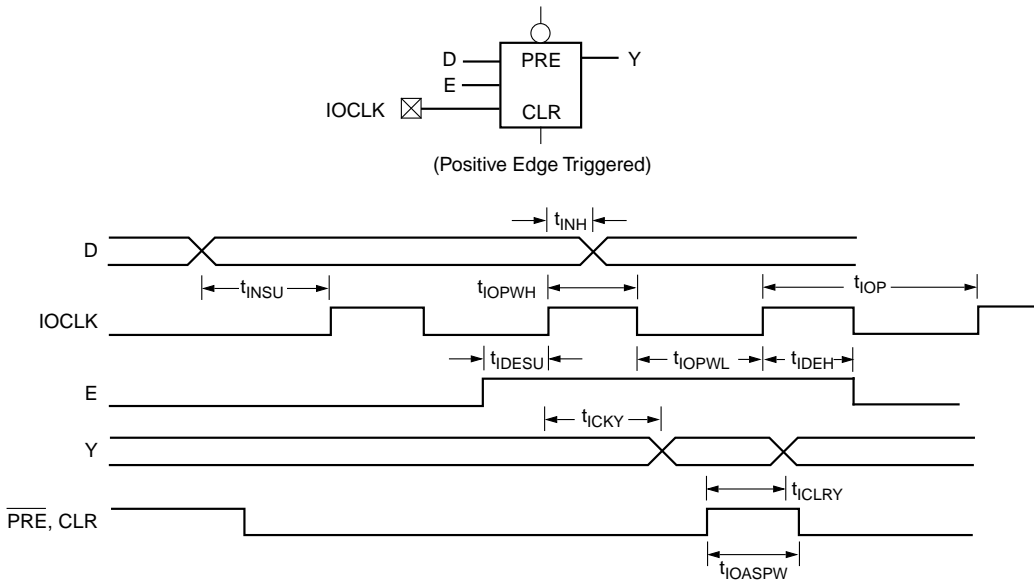 D PRE Y
E
IOCLK CLR
(Positive Edge Triggered)
tINH
D
tINSU tIOPWH tIOP
IOCLK
tIDESU tIOPWL tIDEH
E
tICKY
Y
tICLRY
PRE, CLR
tIOASPW